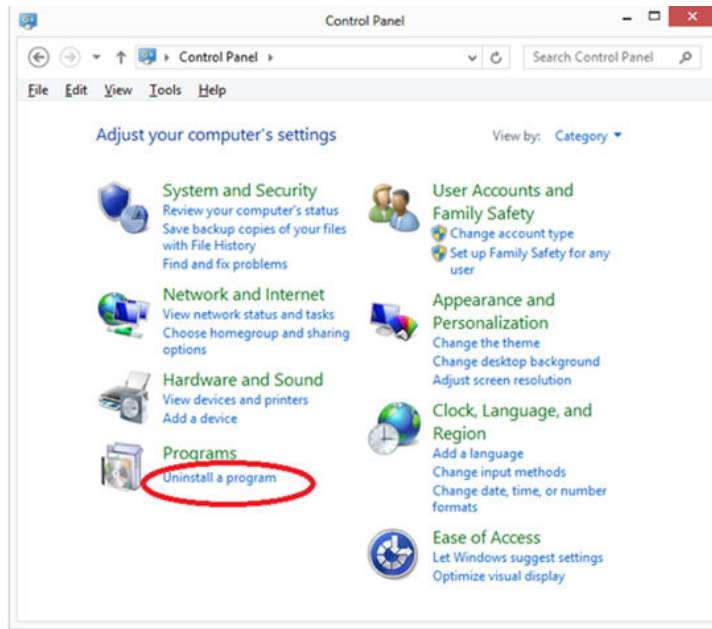 Control Panel
Control Panel
Search Control Panel
File Edit View Tools Help
Adjust your computer's settings
View by: Category
System and Security
Review your computer's status
Save backup copies of your files
with File History
Find and fix problems
Network and Internet
View network status and tasks
Choose homegroup and sharing
options
Hardware and Sound
View devices and printers
Add a device
Programs
Uninstall a program
User Accounts and
Family Safety
Change account type
Set up Family Safety for any
user
Appearance and
Personalization
Change the theme
Change desktop background
Adjust screen resolution
Clock, Language, and
Region
Add a language
Change input methods
Change date, time, or number
formats
Ease of Access
Let Windows suggest settings
Optimize visual display